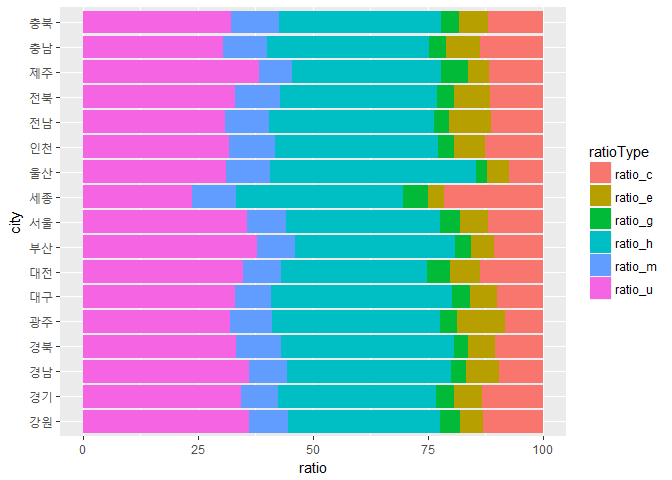 충북
충남
제주
전북
전남
인천
울산
세종
서울
부산
대전
대구
광주
경북
경남
경기
강원
city
0 25 50 75 100
ratio
ratioType
ratio_c
ratio_e
ratio_g
ratio_h
ratio_m
ratio_u